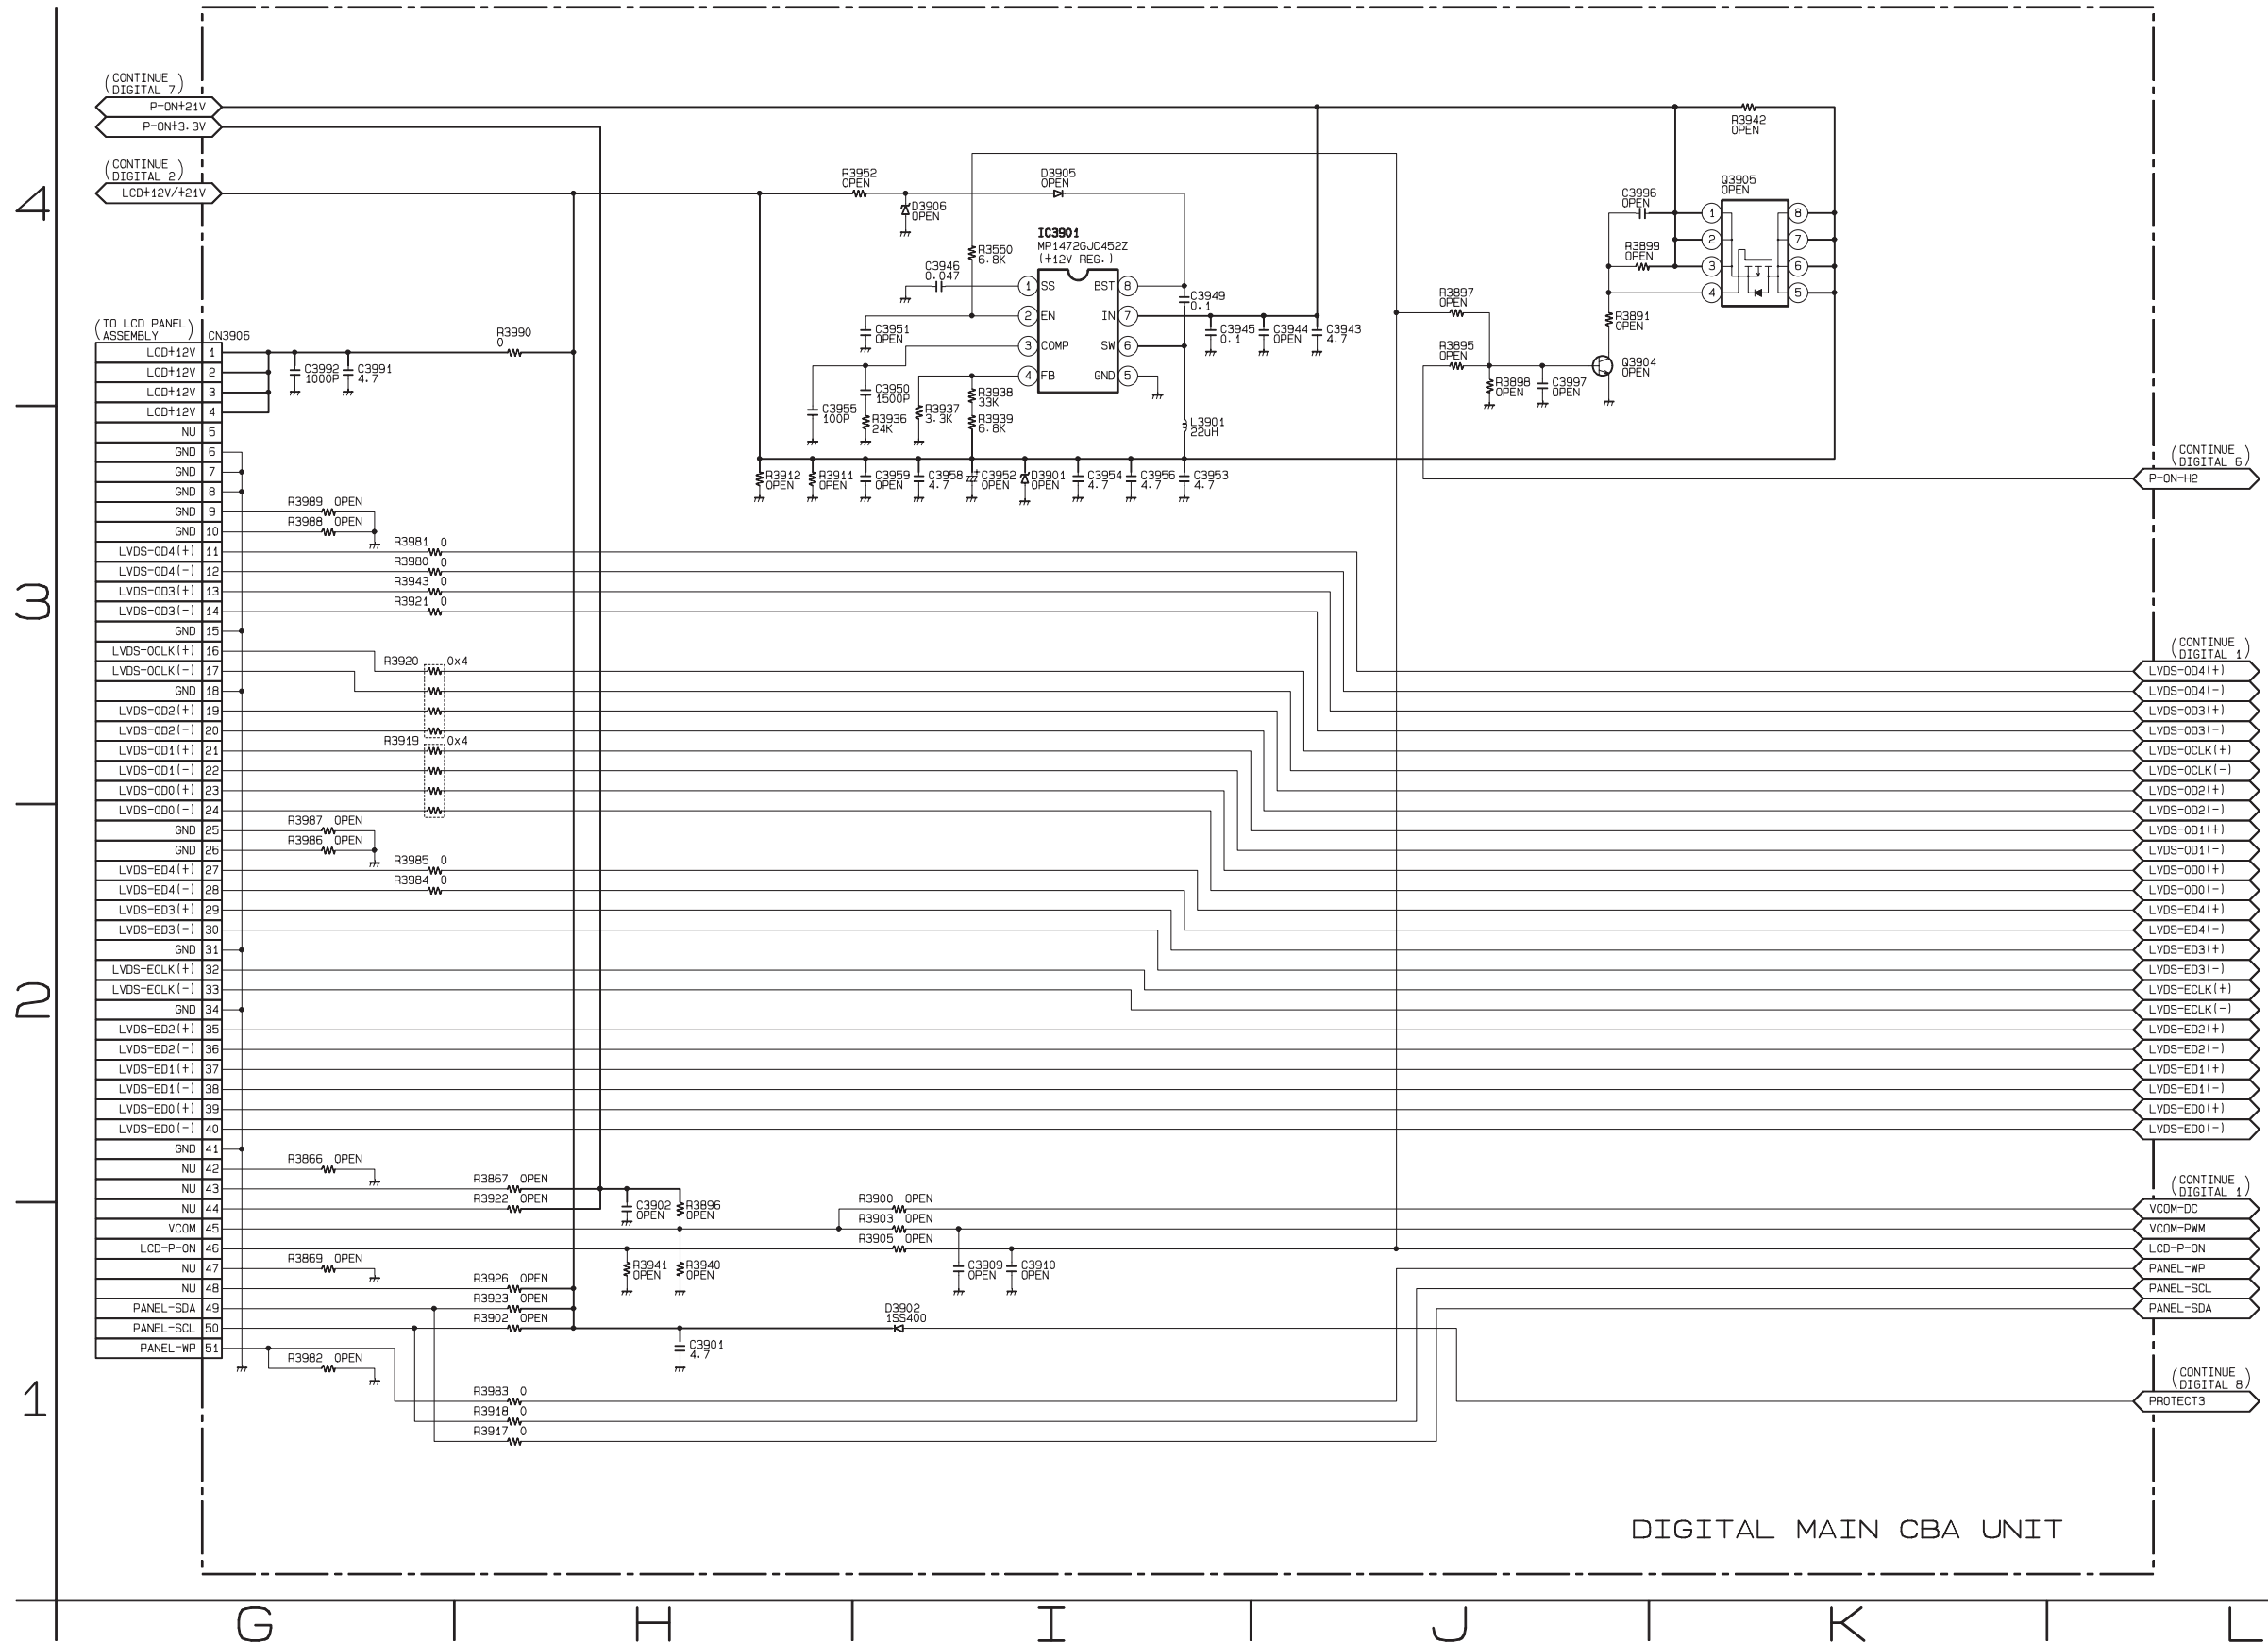 (CONTINUE
DIGITAL 7)
P-ON+21V
P-ON+3.3V
(CONTINUE
DIGITAL 2)
LCD+12V/+21V
R3942
OPEN
R3952
OPEN
D3905
OPEN
D3906
OPEN
C3996
OPEN
Q3905
OPEN
1 8
2 7
3 6
4 5
R3899
OPEN
R3891
OPEN
Q3904
OPEN
R3897
OPEN
R3895
OPEN
R3898
OPEN
C3997
OPEN
IC3901
MP1472GJC452Z
(+12V REG.)
R3550
6.8K
C3946
0.047
1 SS BST 8
2 EN IN 7
3 COMP SW 6
4 FB GND 5
C3949
0.1
C3951
OPEN
C3945
0.1
C3944
OPEN
C3943
4.7
C3955
100P
C3950
1500P
R3936
24K
R3937
3.3K
R3938
33K
R3939
6.8K
L3901
22uH
R3912
OPEN
R3911
OPEN
C3959
OPEN
C3958
4.7
+
C3952
OPEN
D3901
OPEN
C3954
4.7
C3956
4.7
C3953
4.7
(TO LCD PANEL)
ASSEMBLY
CN3906
R3990
0
C3992
1000P
C3991
4.7
LCD+12V 1
LCD+12V 2
LCD+12V 3
LCD+12V 4
NU 5
GND 6
GND 7
GND 8
GND 9 R3989 OPEN
GND 10 R3988 OPEN
LVDS-OD4(+) 11 R3981 0
LVDS-OD4(-) 12 R3980 0
LVDS-OD3(+) 13 R3943 0
LVDS-OD3(-) 14 R3921 0
GND 15
LVDS-OCLK(+) 16 R3920 0x4
LVDS-OCLK(-) 17
GND 18
LVDS-OD2(+) 19
LVDS-OD2(-) 20
LVDS-OD1(+) 21 R3919 0x4
LVDS-OD1(-) 22
LVDS-OD0(+) 23
LVDS-OD0(-) 24
GND 25 R3987 OPEN
GND 26 R3986 OPEN
LVDS-ED4(+) 27 R3985 0
LVDS-ED4(-) 28 R3984 0
LVDS-ED3(+) 29
LVDS-ED3(-) 30
GND 31
LVDS-ECLK(+) 32
LVDS-ECLK(-) 33
GND 34
LVDS-ED2(+) 35
LVDS-ED2(-) 36
LVDS-ED1(+) 37
LVDS-ED1(-) 38
LVDS-ED0(+) 39
LVDS-ED0(-) 40
GND 41
NU 42 R3866 OPEN
NU 43 R3867 OPEN
NU 44 R3922 OPEN
VCOM 45
LCD-P-ON 46
NU 47 R3869 OPEN
NU 48 R3926 OPEN
PANEL-SDA 49 R3923 OPEN
PANEL-SCL 50 R3902 OPEN
PANEL-WP 51
R3982 OPEN
C3902
OPEN
R3896
OPEN
R3900 OPEN
R3903 OPEN
R3905 OPEN
R3941
OPEN
R3940
OPEN
C3909
OPEN
C3910
OPEN
D3902
1SS400
C3901
4.7
R3983 0
R3918 0
R3917 0
(CONTINUE
DIGITAL 6)
P-ON-H2
(CONTINUE
DIGITAL 1)
LVDS-OD4(+)
LVDS-OD4(-)
LVDS-OD3(+)
LVDS-OD3(-)
LVDS-OCLK(+)
LVDS-OCLK(-)
LVDS-OD2(+)
LVDS-OD2(-)
LVDS-OD1(+)
LVDS-OD1(-)
LVDS-OD0(+)
LVDS-OD0(-)
LVDS-ED4(+)
LVDS-ED4(-)
LVDS-ED3(+)
LVDS-ED3(-)
LVDS-ECLK(+)
LVDS-ECLK(-)
LVDS-ED2(+)
LVDS-ED2(-)
LVDS-ED1(+)
LVDS-ED1(-)
LVDS-ED0(+)
LVDS-ED0(-)
(CONTINUE
DIGITAL 1)
VCOM-DC
VCOM-PWM
LCD-P-ON
PANEL-WP
PANEL-SCL
PANEL-SDA
(CONTINUE
DIGITAL 8)
PROTECT3
DIGITAL MAIN CBA UNIT
4
3
2
1
G H I J K L